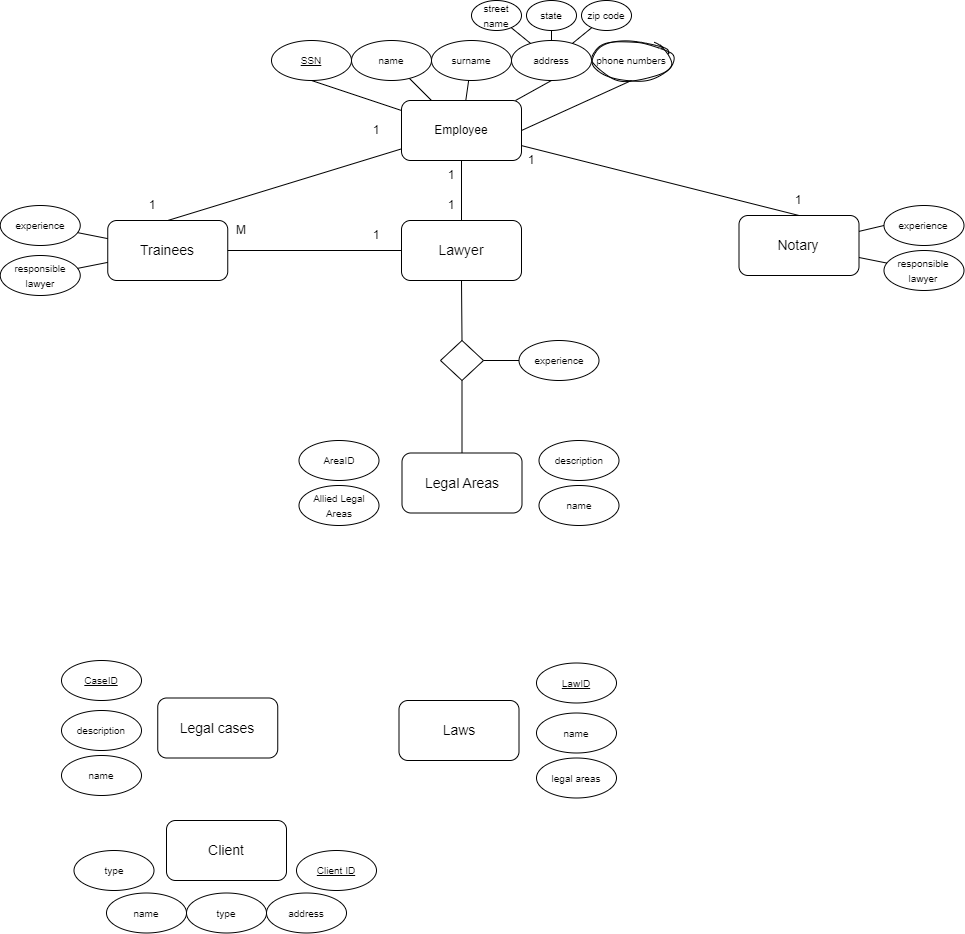 street
name
state
zip code
SSN
name
surname
address
phone numbers
Employee
1
1
1
1
1
1
experience
responsible
lawyer
Trainees
M
1
Lawyer
Notary
experience
responsible
lawyer
experience
AreaID
Allied Legal
Areas
Legal Areas
description
name
CaseID
description
name
Legal cases
Laws
LawID
name
legal areas
Client
type
Client ID
name
type
address